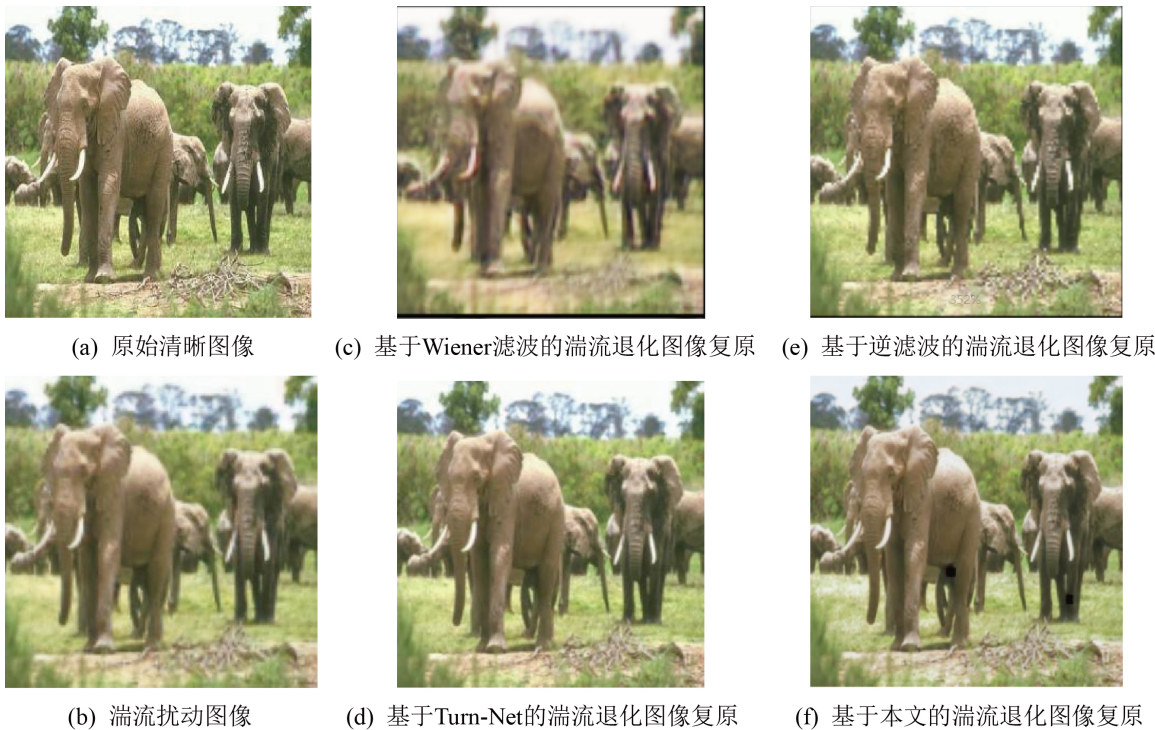 (a) 原始清晰图像
(c) 基于Wiener滤波的湍流退化图像复原
(e) 基于逆滤波的湍流退化图像复原
(b) 湍流扰动图像
(d) 基于Turn-Net的湍流退化图像复原
(f) 基于本文的湍流退化图像复原